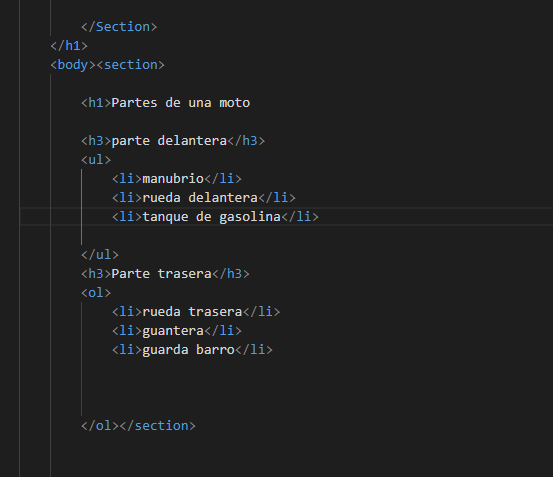 </Section>
</h1>
<body><section>
<h1>Partes de una moto
<h3>parte delantera</h3>
<ul>
<li>manubrio</li>
<li>rueda delantera</li>
<li>tanque de gasolina</li>
</ul>
<h3>Parte trasera</h3>
<ol>
<li>rueda trasera</li>
<li>guantera</li>
<li>guarda barro</li>
</ol></section>